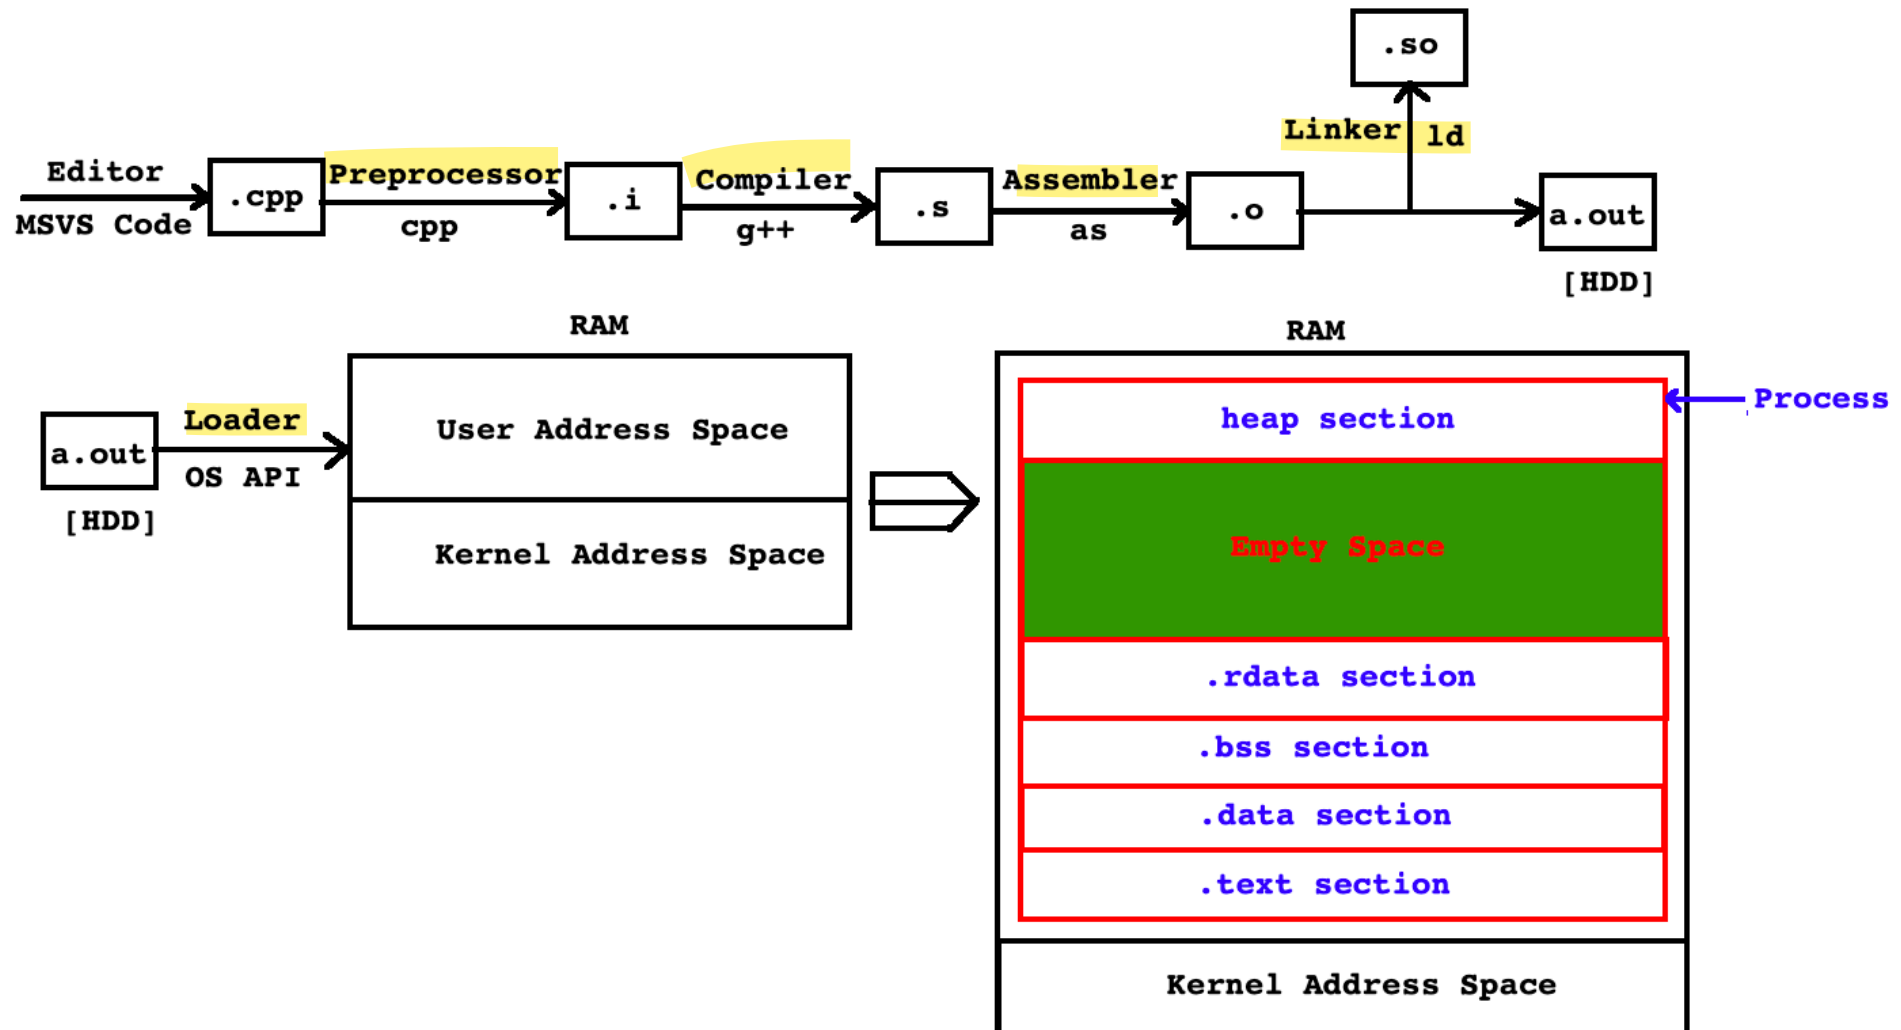 .so
Linker ld
Editor
MSVS Code
.cpp
Preprocessor
cpp
.i
Compiler
g++
.s
Assembler
as
.o
a.out
[HDD]
RAM
a.out
[HDD]
Loader
OS API
User Address Space
Kernel Address Space
RAM
Process
heap section
Empty Space
.rdata section
.bss section
.data section
.text section
Kernel Address Space